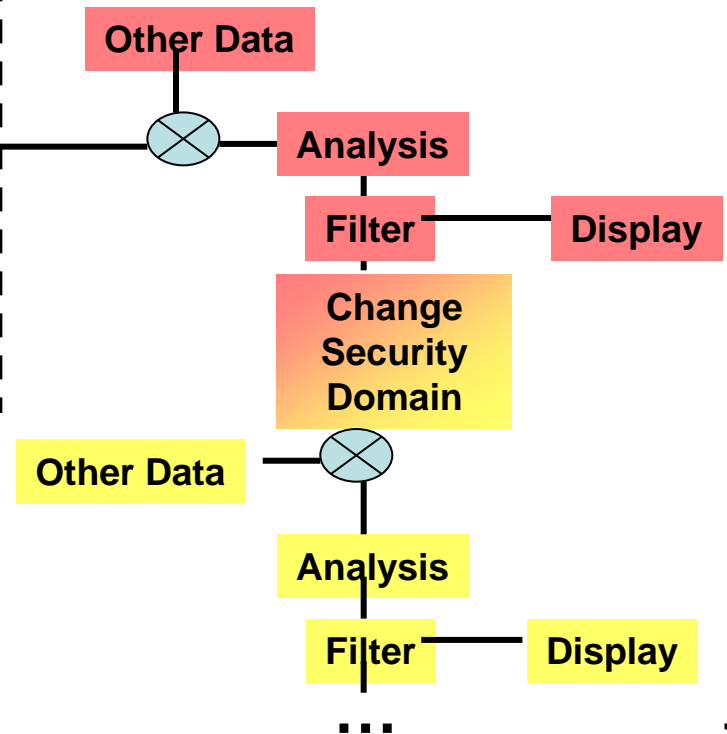 Other Data
Analysis
Filter
Display
Change
Security
Domain
Other Data
Analysis
Filter
Display
...